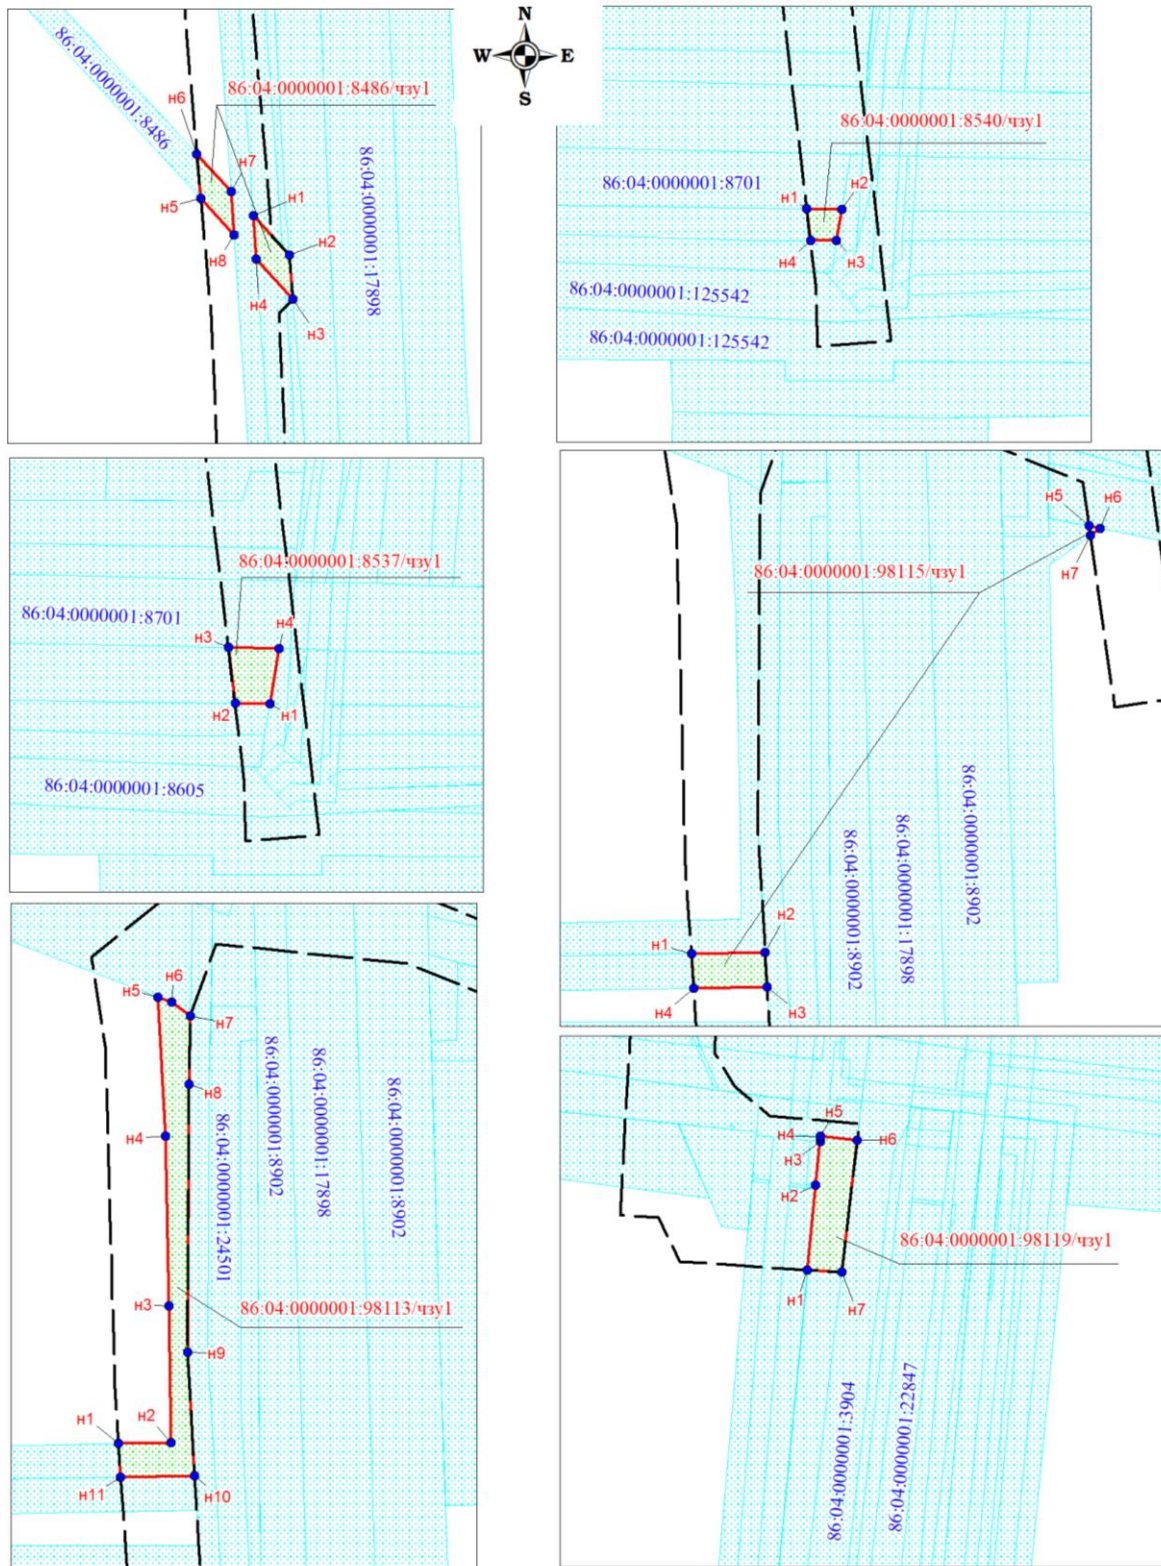 N
W E
S
86:04:0000001:8486
86:04:0000001:8486/чзу1
н6
н7
н1
н5
н2
н8
н4
н3
86:04:0000001:17898
86:04:0000001:8540/чзу1
86:04:0000001:8701
н1
н2
н4
н3
86:04:0000001:125542
86:04:0000001:125542
86:04:0000001:8537/чзу1
86:04:0000001:8701
н3
н4
н2
н1
86:04:0000001:8605
н5
н6
н7
86:04:0000001:98115/чзу1
86:04:0000001:8902
86:04:0000001:17898
86:04:0000001:8902
н1
н2
н4
н3
н5
н6
н7
н8
н4
86:04:0000001:24501
86:04:0000001:8902
86:04:0000001:17898
86:04:0000001:8902
н3
86:04:0000001:98113/чзу1
н9
н1
н2
н11
н10
н5
н4
н6
н3
н2
86:04:0000001:98119/чзу1
н1
н7
86:04:0000001:3904
86:04:0000001:22847